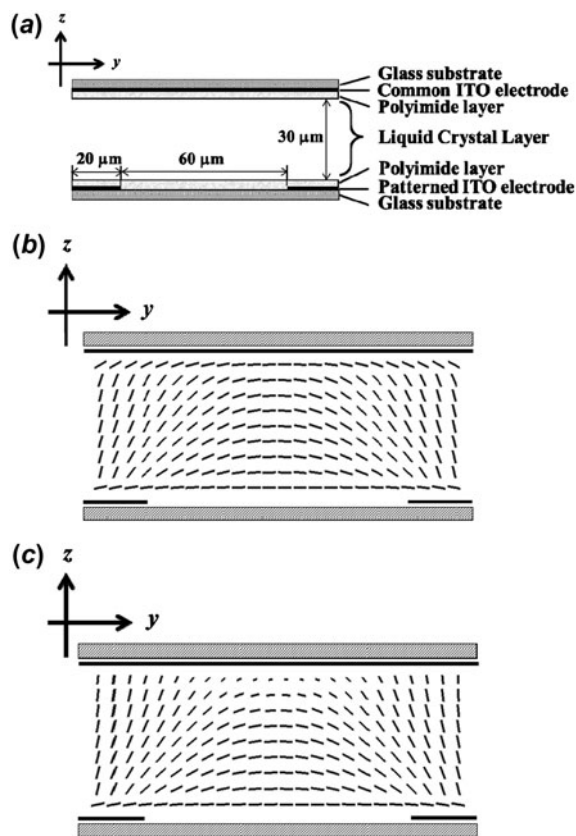 (a)
z
y
Glass substrate
Common ITO electrode
Polyimide layer
30 μm
Liquid Crystal Layer
20 μm
60 μm
Polyimide layer
Patterned ITO electrode
Glass substrate
(b)
z
y
(c)
z
y